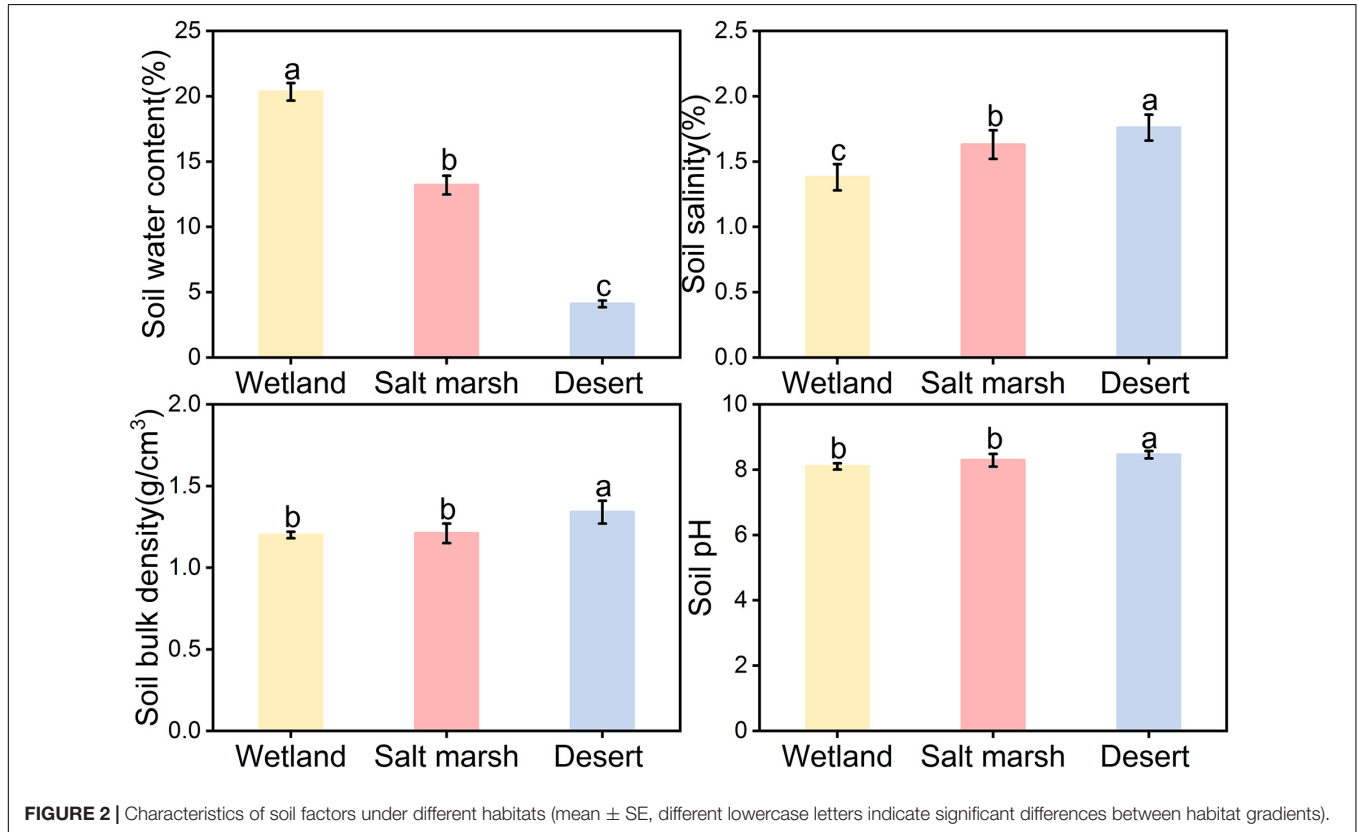 Soil water content(%)
25
20
15
10
5
0
a
b
c
Wetland Salt marsh Desert
Soil salinity(%)
2.5
2.0
1.5
1.0
0.5
0.0
c
b
a
Wetland Salt marsh Desert
Soil bulk density(g/cm³)
2.0
1.5
1.0
0.5
0.0
b
b
a
Wetland Salt marsh Desert
Soil pH
10
8
6
4
2
0
b
b
a
Wetland Salt marsh Desert
FIGURE 2 | Characteristics of soil factors under different habitats (mean ± SE, different lowercase letters indicate significant differences between habitat gradients).